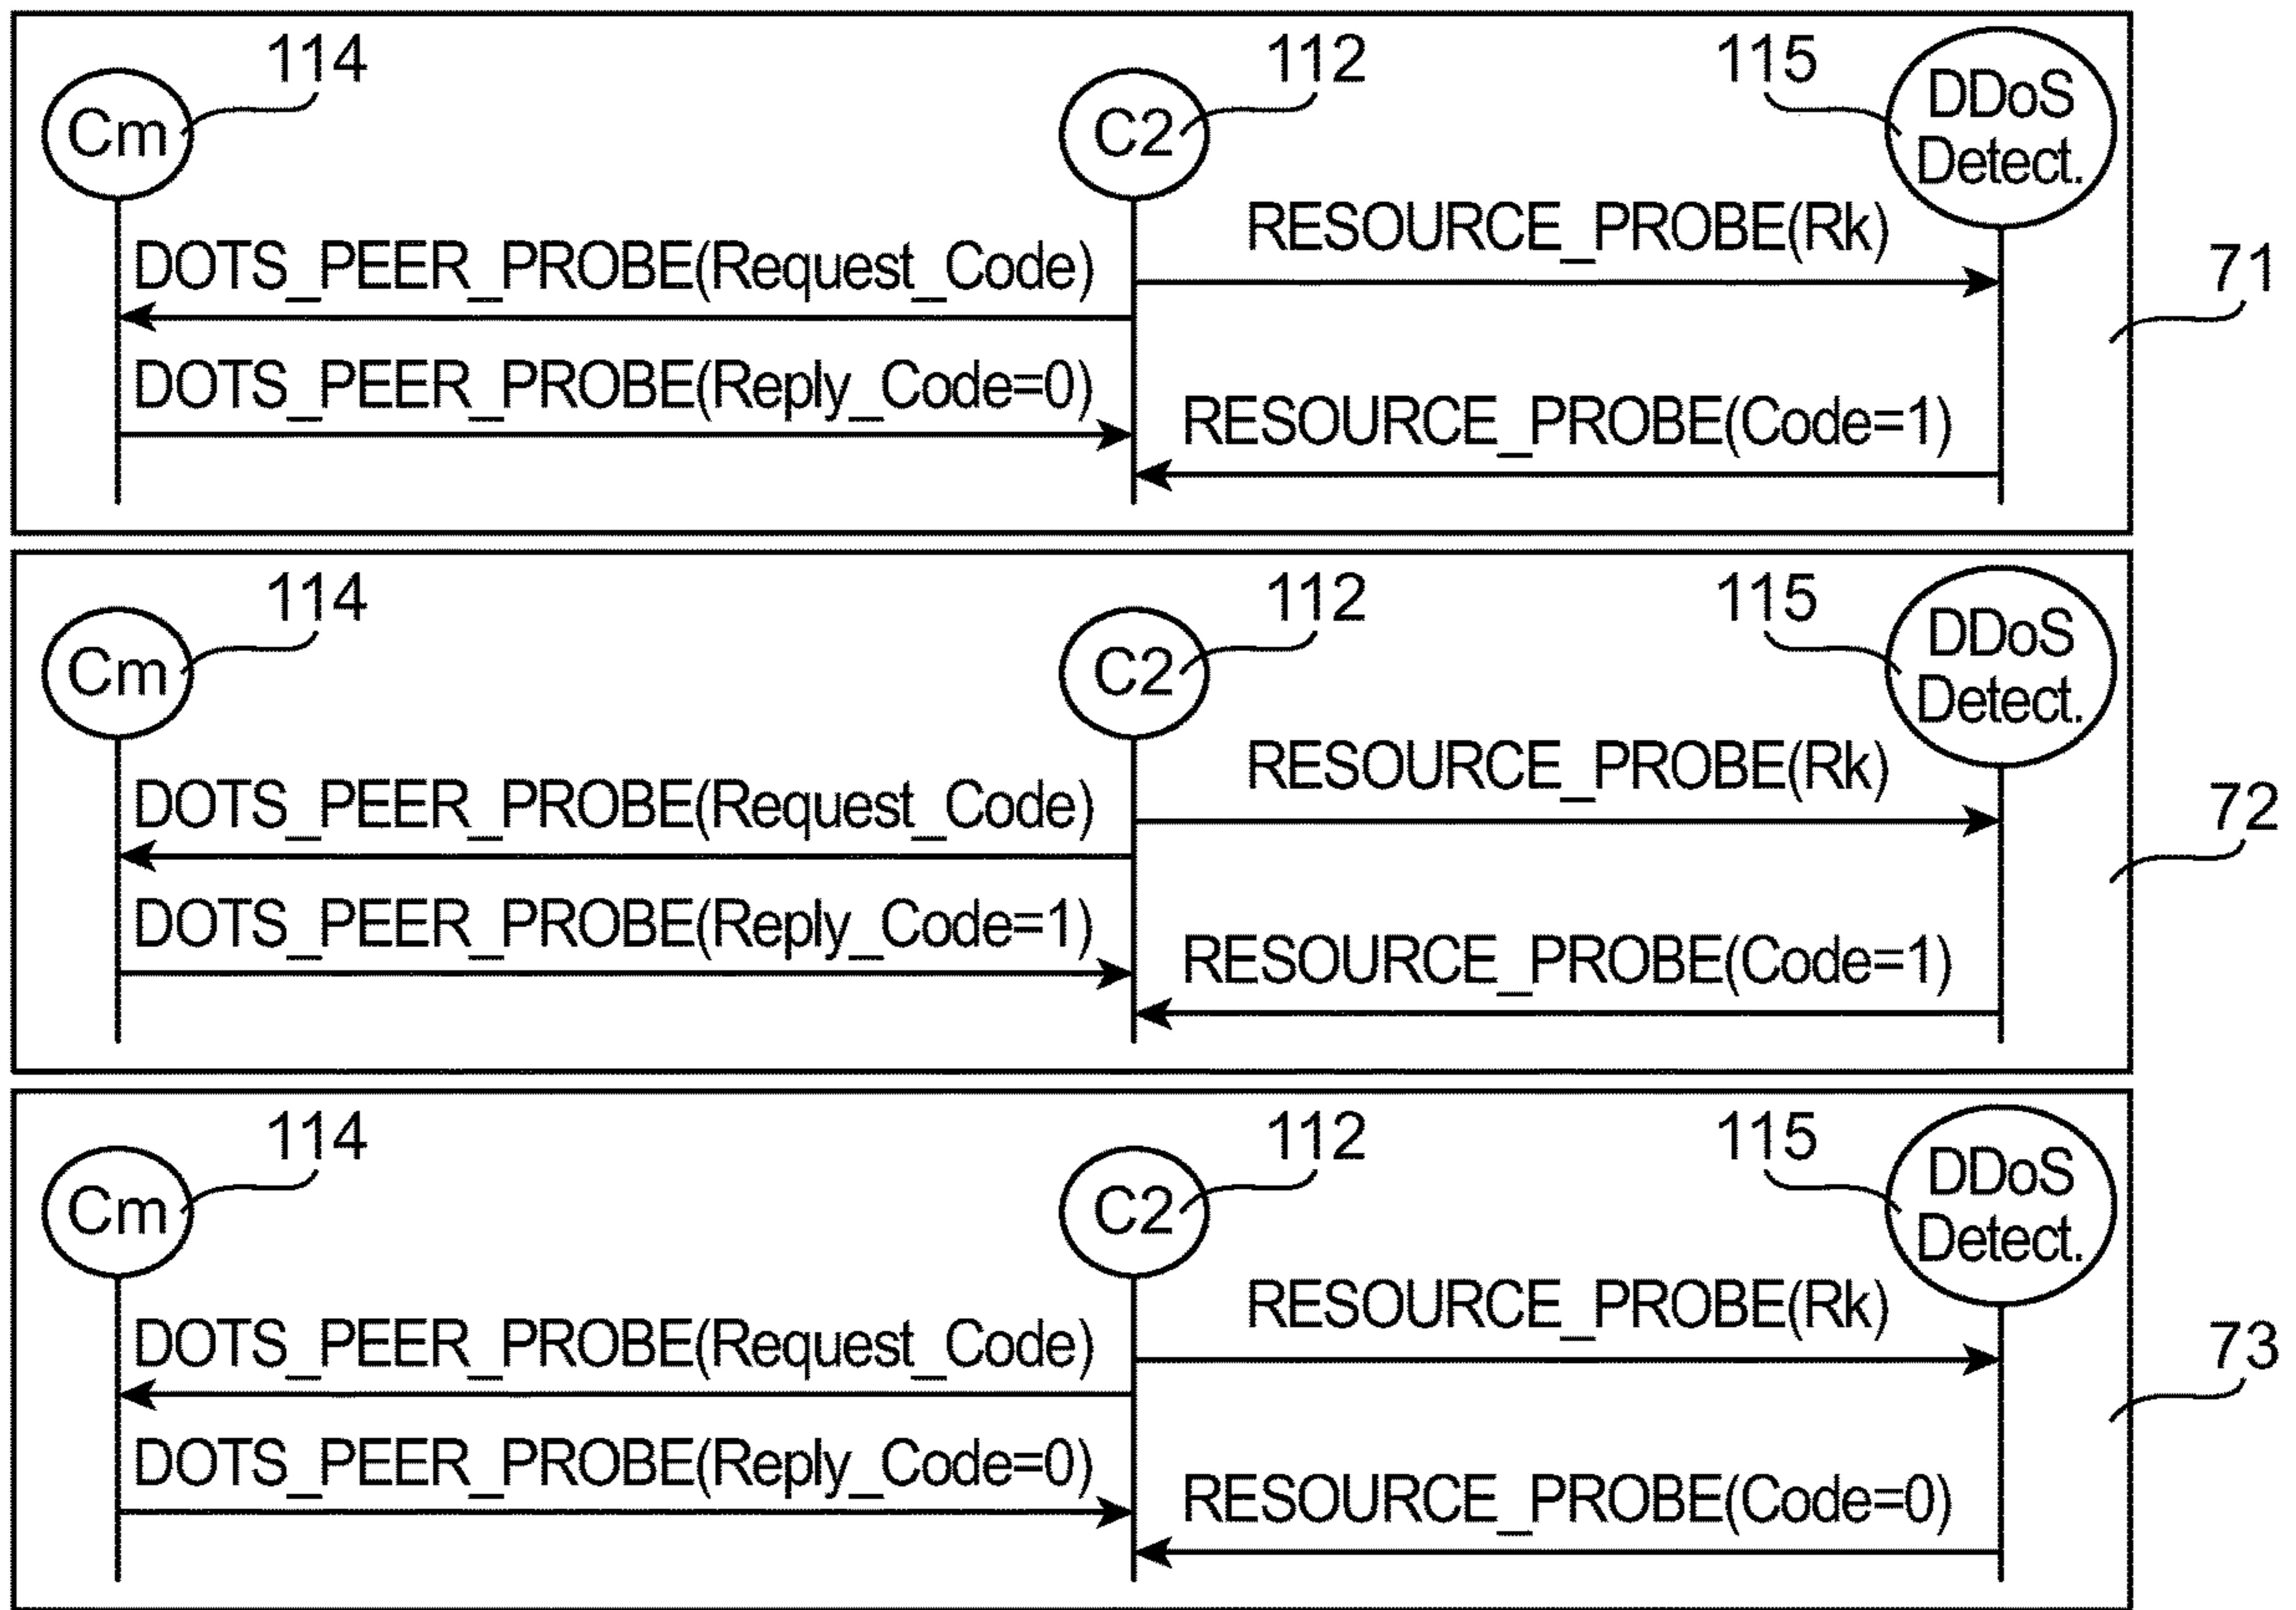 114
112
115
Cm
C2
DDoS
Detect.
RESOURCE_PROBE(Rk)
DOTS_PEER_PROBE(Request_Code)
71
DOTS_PEER_PROBE(Reply_Code=0)
RESOURCE_PROBE(Code=1)
114
112
115
Cm
C2
DDoS
Detect.
RESOURCE_PROBE(Rk)
DOTS_PEER_PROBE(Request_Code)
72
DOTS_PEER_PROBE(Reply_Code=1)
RESOURCE_PROBE(Code=1)
114
112
115
Cm
C2
DDoS
Detect.
RESOURCE_PROBE(Rk)
DOTS_PEER_PROBE(Request_Code)
73
DOTS_PEER_PROBE(Reply_Code=0)
RESOURCE_PROBE(Code=0)